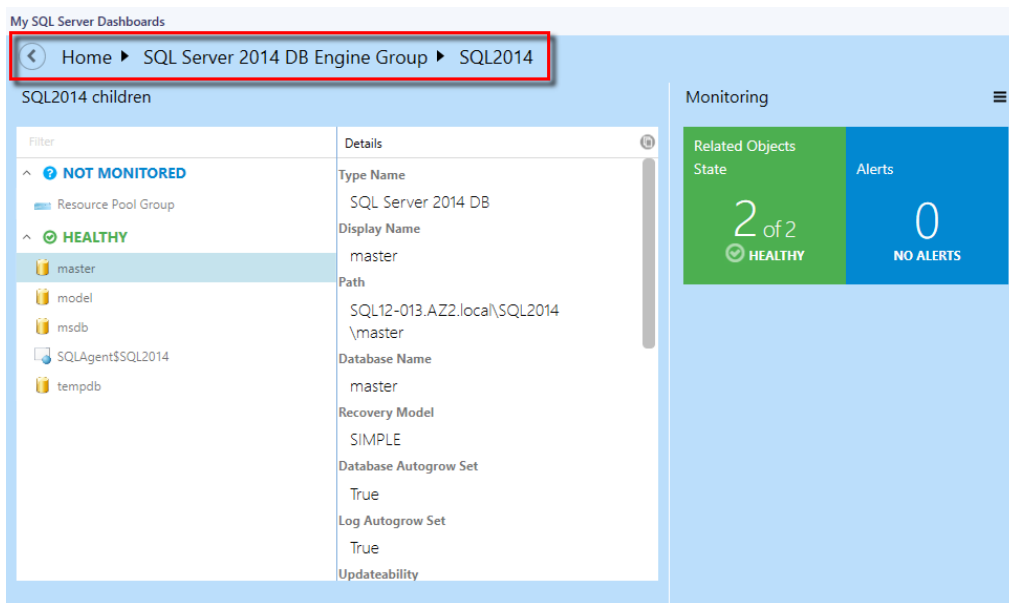 My SQL Server Dashboards
Home SQL Server 2014 DB Engine Group SQL2014
SQL2014 children
Filter
NOT MONITORED
Resource Pool Group
HEALTHY
master
model
msdb
SQLAgent$SQL2014
tempdb
Details
Type Name
SQL Server 2014 DB
Display Name
master
Path
SQL12-013.AZ2.local\SQL2014
\master
Database Name
master
Recovery Model
SIMPLE
Database Autogrow Set
True
Log Autogrow Set
True
Updateability
Monitoring
Related Objects
State
2 of 2
HEALTHY
Alerts
0
NO ALERTS